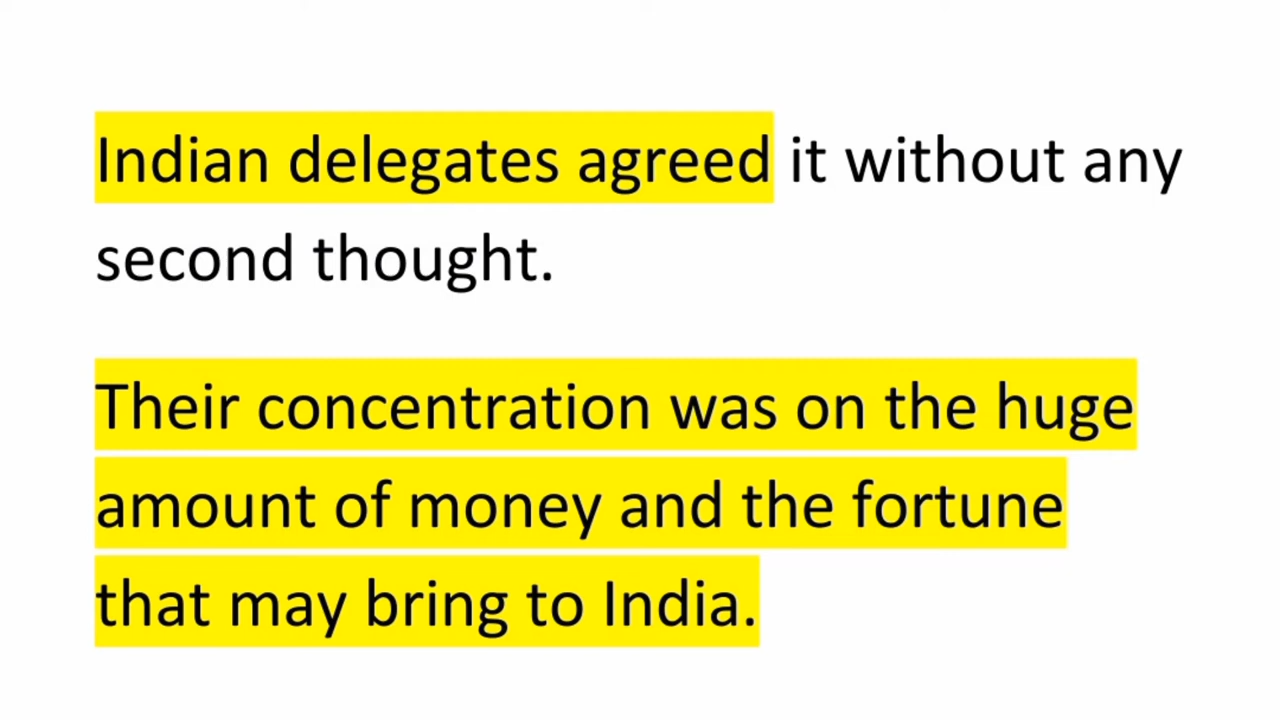 Indian delegates agreed it without any
second thought.
Their concentration was on the huge
amount of money and the fortune
that may bring to India.